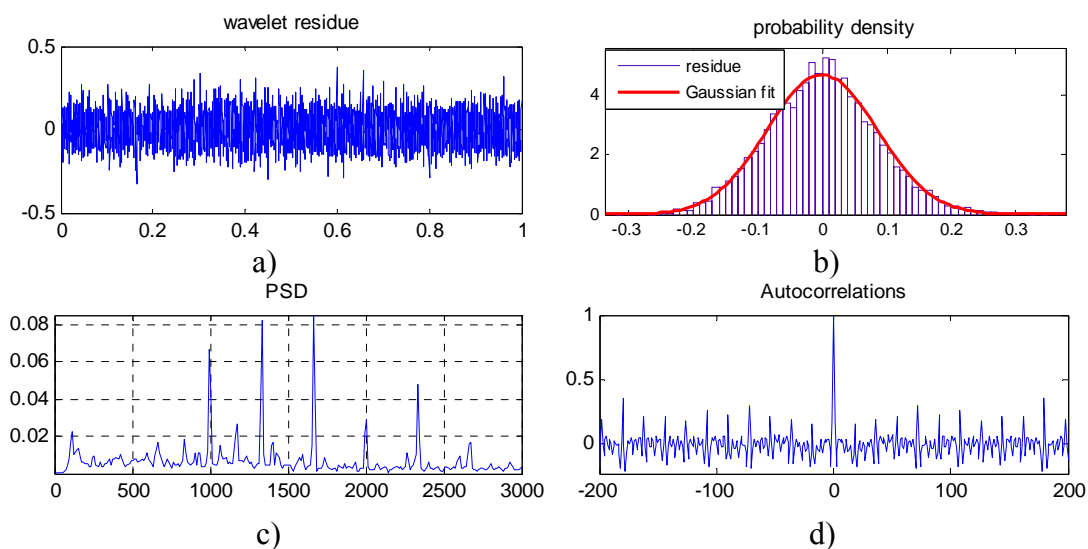 wavelet residue
0.5
0
-0.5
0 0.2 0.4 0.6 0.8 1
a)
probability density
residue
Gaussian fit
4
2
0
-0.3 -0.2 -0.1 0 0.1 0.2 0.3
b)
PSD
0.08
0.06
0.04
0.02
0 500 1000 1500 2000 2500 3000
c)
Autocorrelations
1
0.5
0
-200 -100 0 100 200
d)